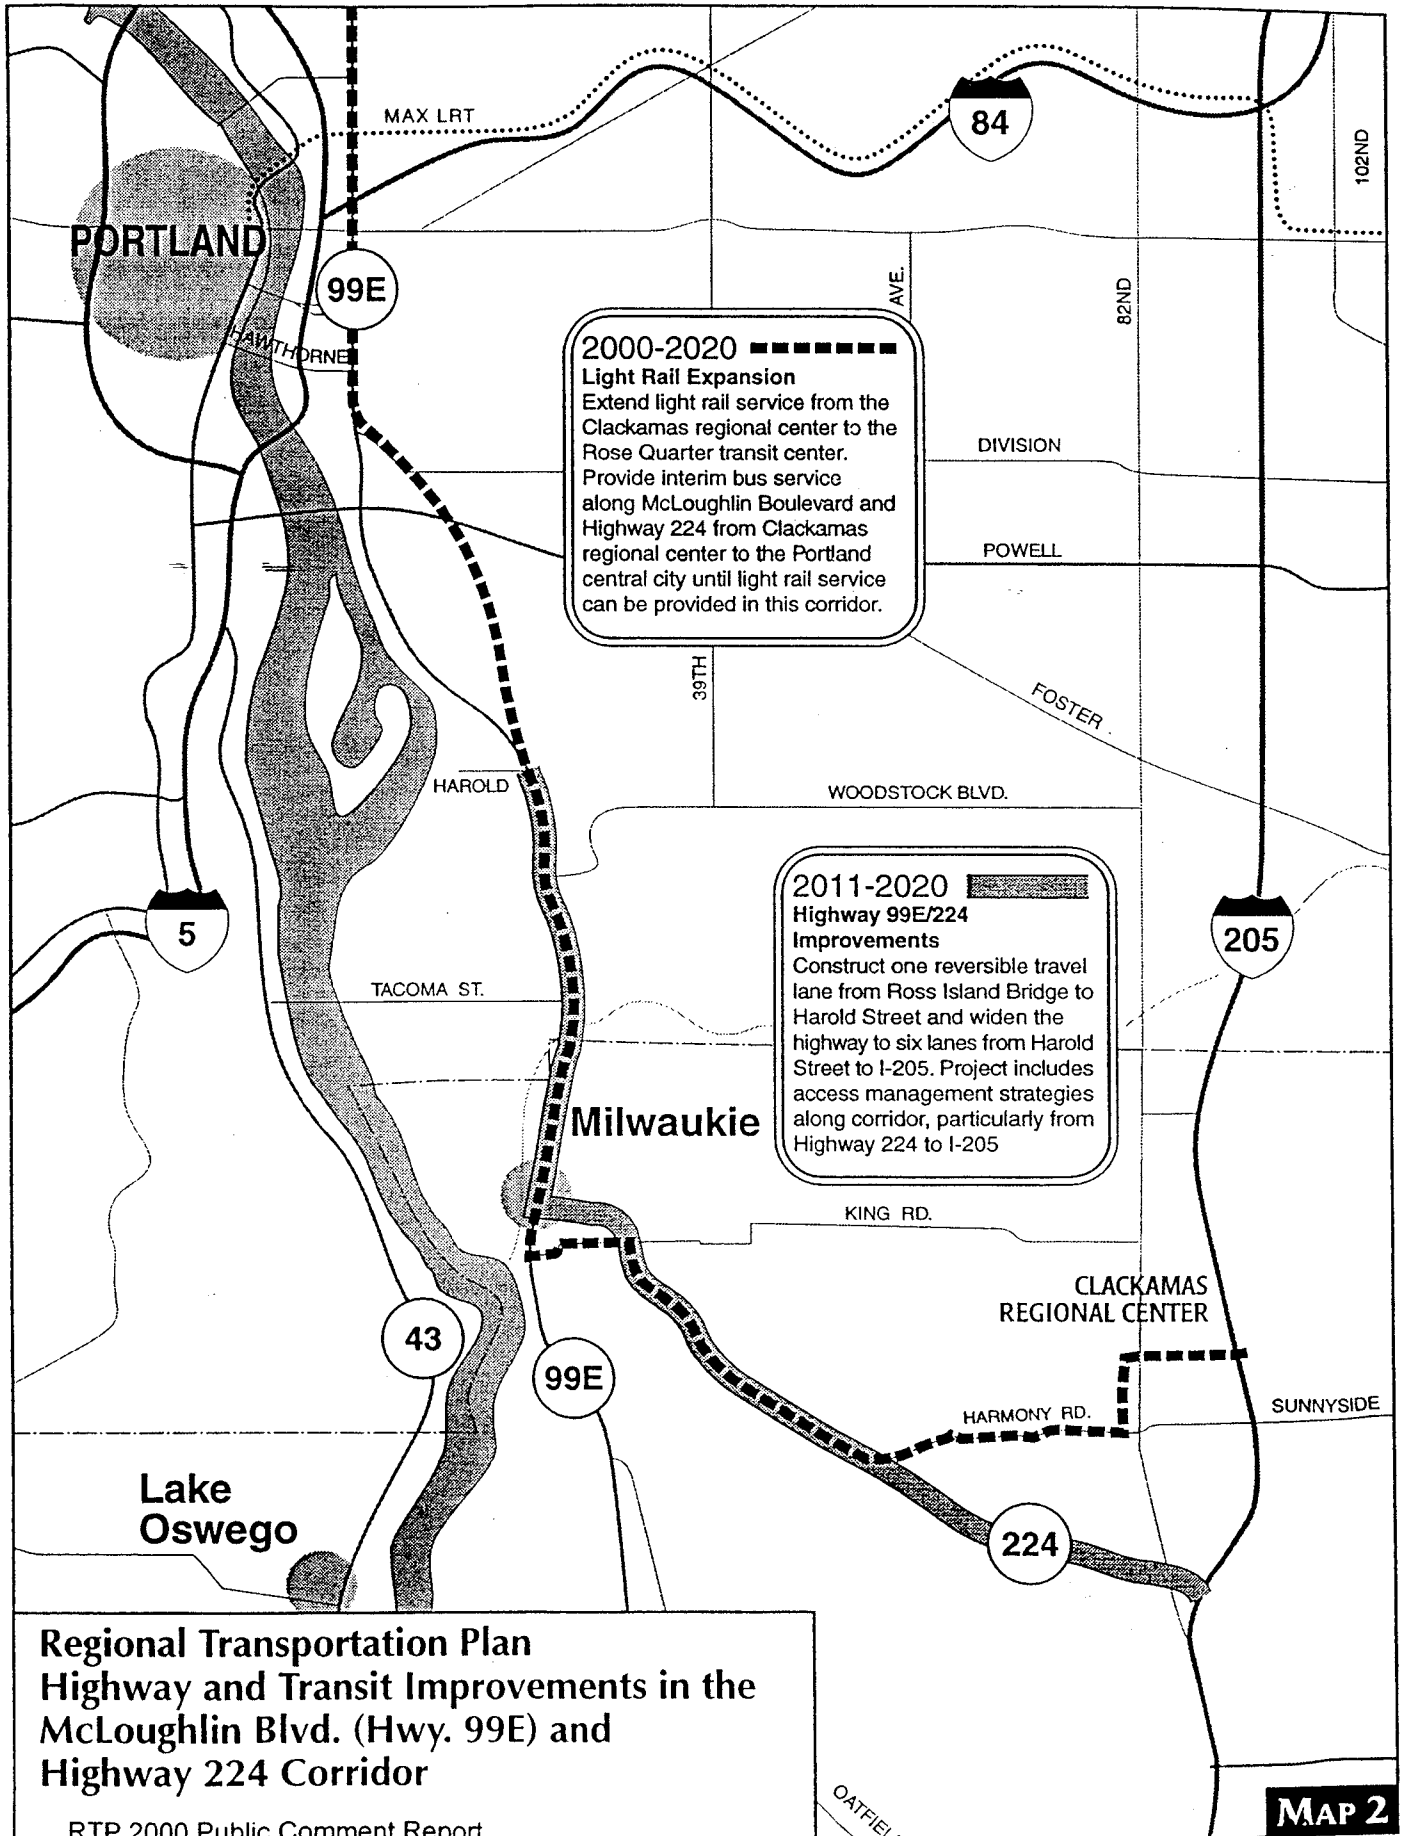 MAX LRT
84
102ND
PORTLAND
99E
AVE.
82ND
HAWTHORNE
2000-2020
Light Rail Expansion
Extend light rail service from the
Clackamas regional center to the
Rose Quarter transit center.
Provide interim bus service
along McLoughlin Boulevard and
Highway 224 from Clackamas
regional center to the Portland
central city until light rail service
can be provided in this corridor.
DIVISION
POWELL
39TH
FOSTER
HAROLD
WOODSTOCK BLVD.
2011-2020
Highway 99E/224
Improvements
Construct one reversible travel
lane from Ross Island Bridge to
Harold Street and widen the
highway to six lanes from Harold
Street to I-205. Project includes
access management strategies
along corridor, particularly from
Highway 224 to I-205
5
205
TACOMA ST.
Milwaukie
KING RD.
CLACKAMAS
REGIONAL CENTER
43
99E
HARMONY RD.
SUNNYSIDE
Lake
Oswego
224
Regional Transportation Plan
Highway and Transit Improvements in the
McLoughlin Blvd. (Hwy. 99E) and
Highway 224 Corridor
RTP 2000 Public Comment Report
MAP 2